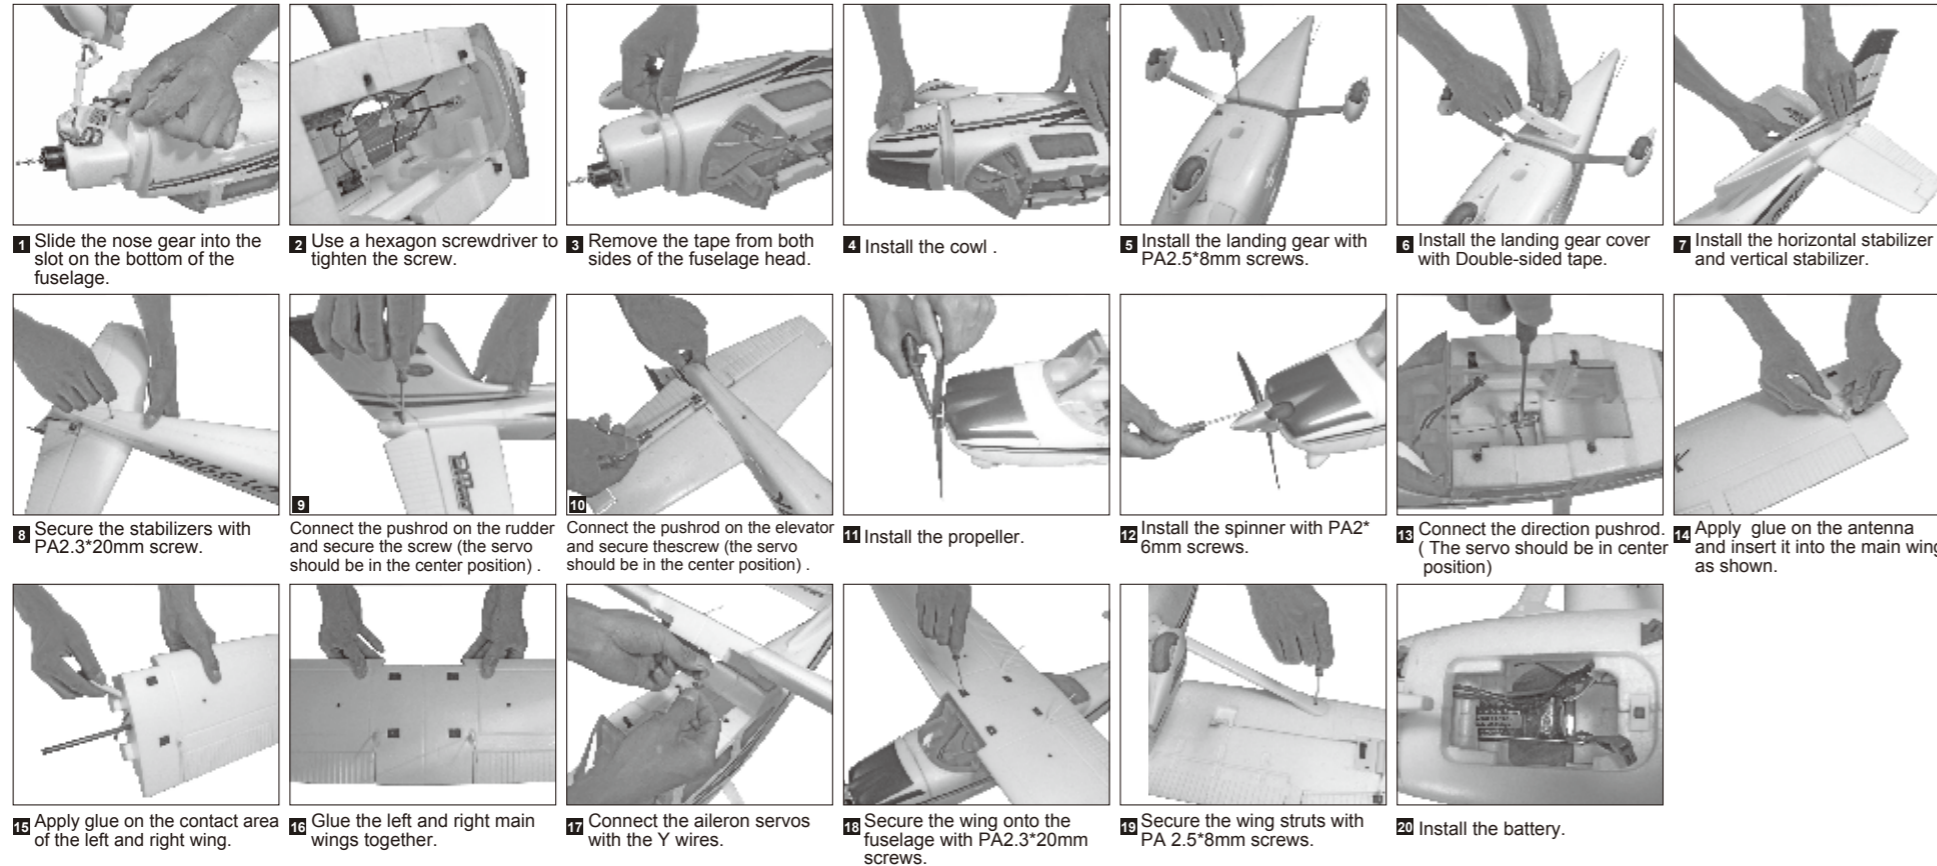 1 Slide the nose gear into the
slot on the bottom of the
fuselage.
2 Use a hexagon screwdriver to
tighten the screw.
3 Remove the tape from both
sides of the fuselage head.
4 Install the cowl .
5 Install the landing gear with
PA2.5*8mm screws.
6 Install the landing gear cover
with Double-sided tape.
7 Install the horizontal stabilizer
and vertical stabilizer.
8 Secure the stabilizers with
PA2.3*20mm screw.
9
Connect the pushrod on the rudder
and secure the screw (the servo
should be in the center position) .
10
Connect the pushrod on the elevator
and secure thescrew (the servo
should be in the center position) .
11 Install the propeller.
12 Install the spinner with PA2*
6mm screws.
13 Connect the direction pushrod.
( The servo should be in center
position)
14 Apply glue on the antenna
and insert it into the main wing
as shown.
15 Apply glue on the contact area
of the left and right wing.
16 Glue the left and right main
wings together.
17 Connect the aileron servos
with the Y wires.
18 Secure the wing onto the
fuselage with PA2.3*20mm
screws.
19 Secure the wing struts with
PA 2.5*8mm screws.
20 Install the battery.